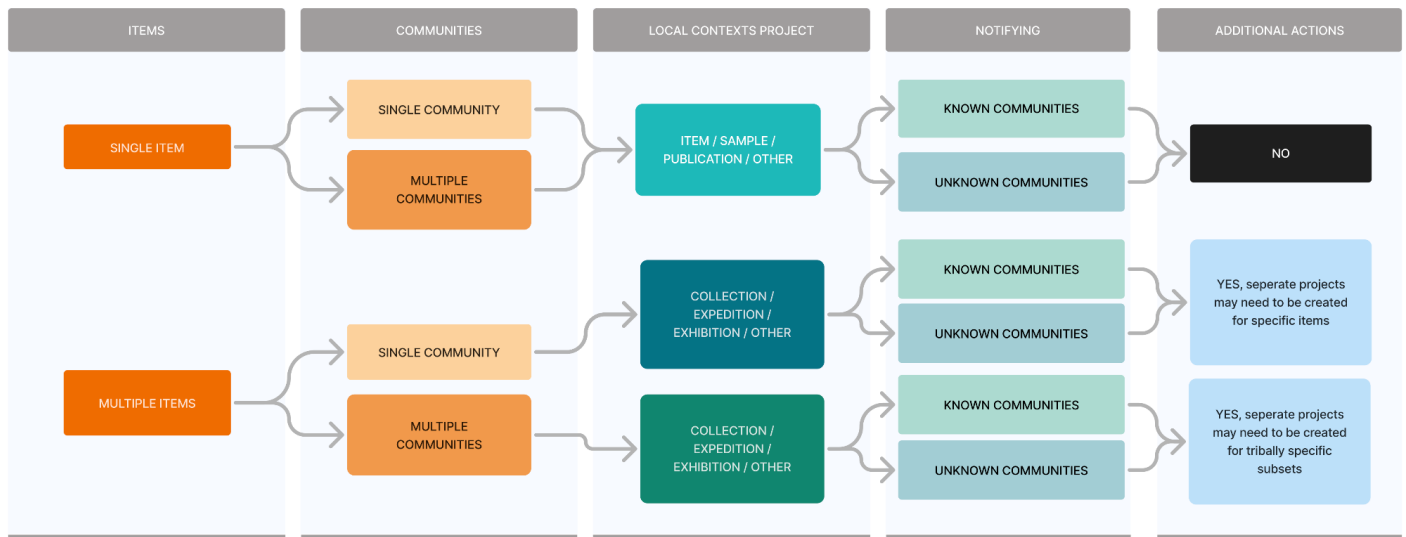 ITEMS
COMMUNITIES
LOCAL CONTEXTS PROJECT
NOTIFYING
ADDITIONAL ACTIONS
SINGLE ITEM
SINGLE COMMUNITY
MULTIPLE
COMMUNITIES
ITEM / SAMPLE /
PUBLICATION / OTHER
KNOWN COMMUNITIES
UNKNOWN COMMUNITIES
NO
MULTIPLE ITEMS
SINGLE COMMUNITY
COLLECTION /
EXPEDITION /
EXHIBITION / OTHER
KNOWN COMMUNITIES
UNKNOWN COMMUNITIES
YES, seperate projects
may need to be created
for specific items
MULTIPLE
COMMUNITIES
COLLECTION /
EXPEDITION /
EXHIBITION / OTHER
KNOWN COMMUNITIES
UNKNOWN COMMUNITIES
YES, seperate projects
may need to be created
for tribally specific
subsets